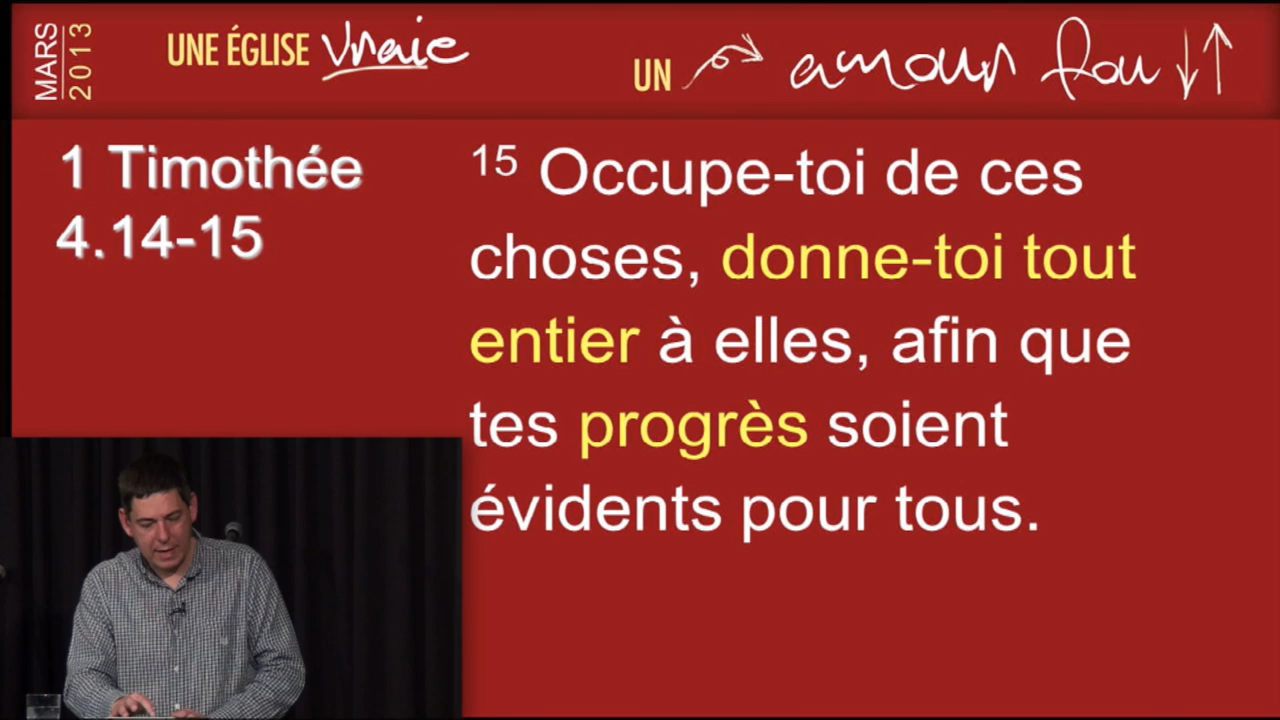 MARS
2013
UNE ÉGLISE vraie
UN amour fou
1 Timothée
4.14-15
15 Occupe-toi de ces
choses, donne-toi tout
entier à elles, afin que
tes progrès soient
évidents pour tous.